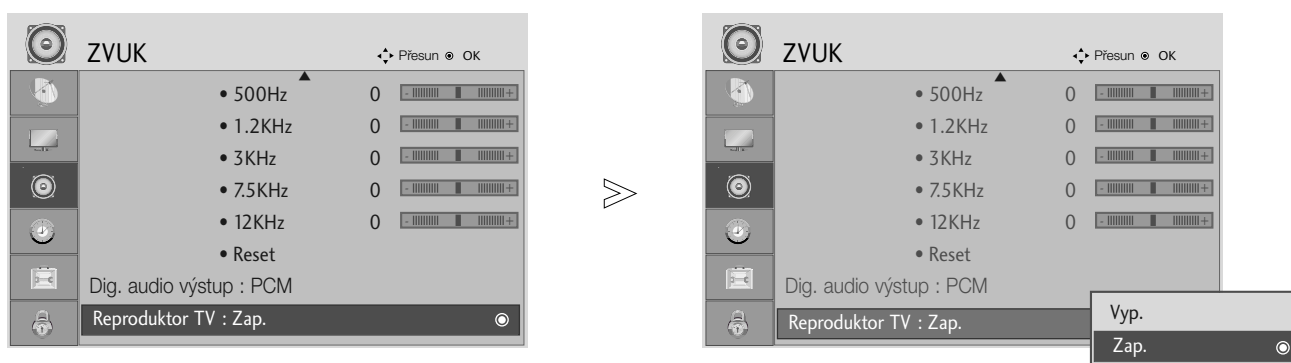 ZVUK
Přesun OK
• 500Hz 0 - +
• 1.2KHz 0 - +
• 3KHz 0 - +
• 7.5KHz 0 - +
• 12KHz 0 - +
• Reset
Dig. audio výstup : PCM
Reproduktor TV : Zap.
ZVUK
Přesun OK
• 500Hz 0 - +
• 1.2KHz 0 - +
• 3KHz 0 - +
• 7.5KHz 0 - +
• 12KHz 0 - +
• Reset
Dig. audio výstup : PCM
Reproduktor TV : Zap.
Vyp.
Zap.